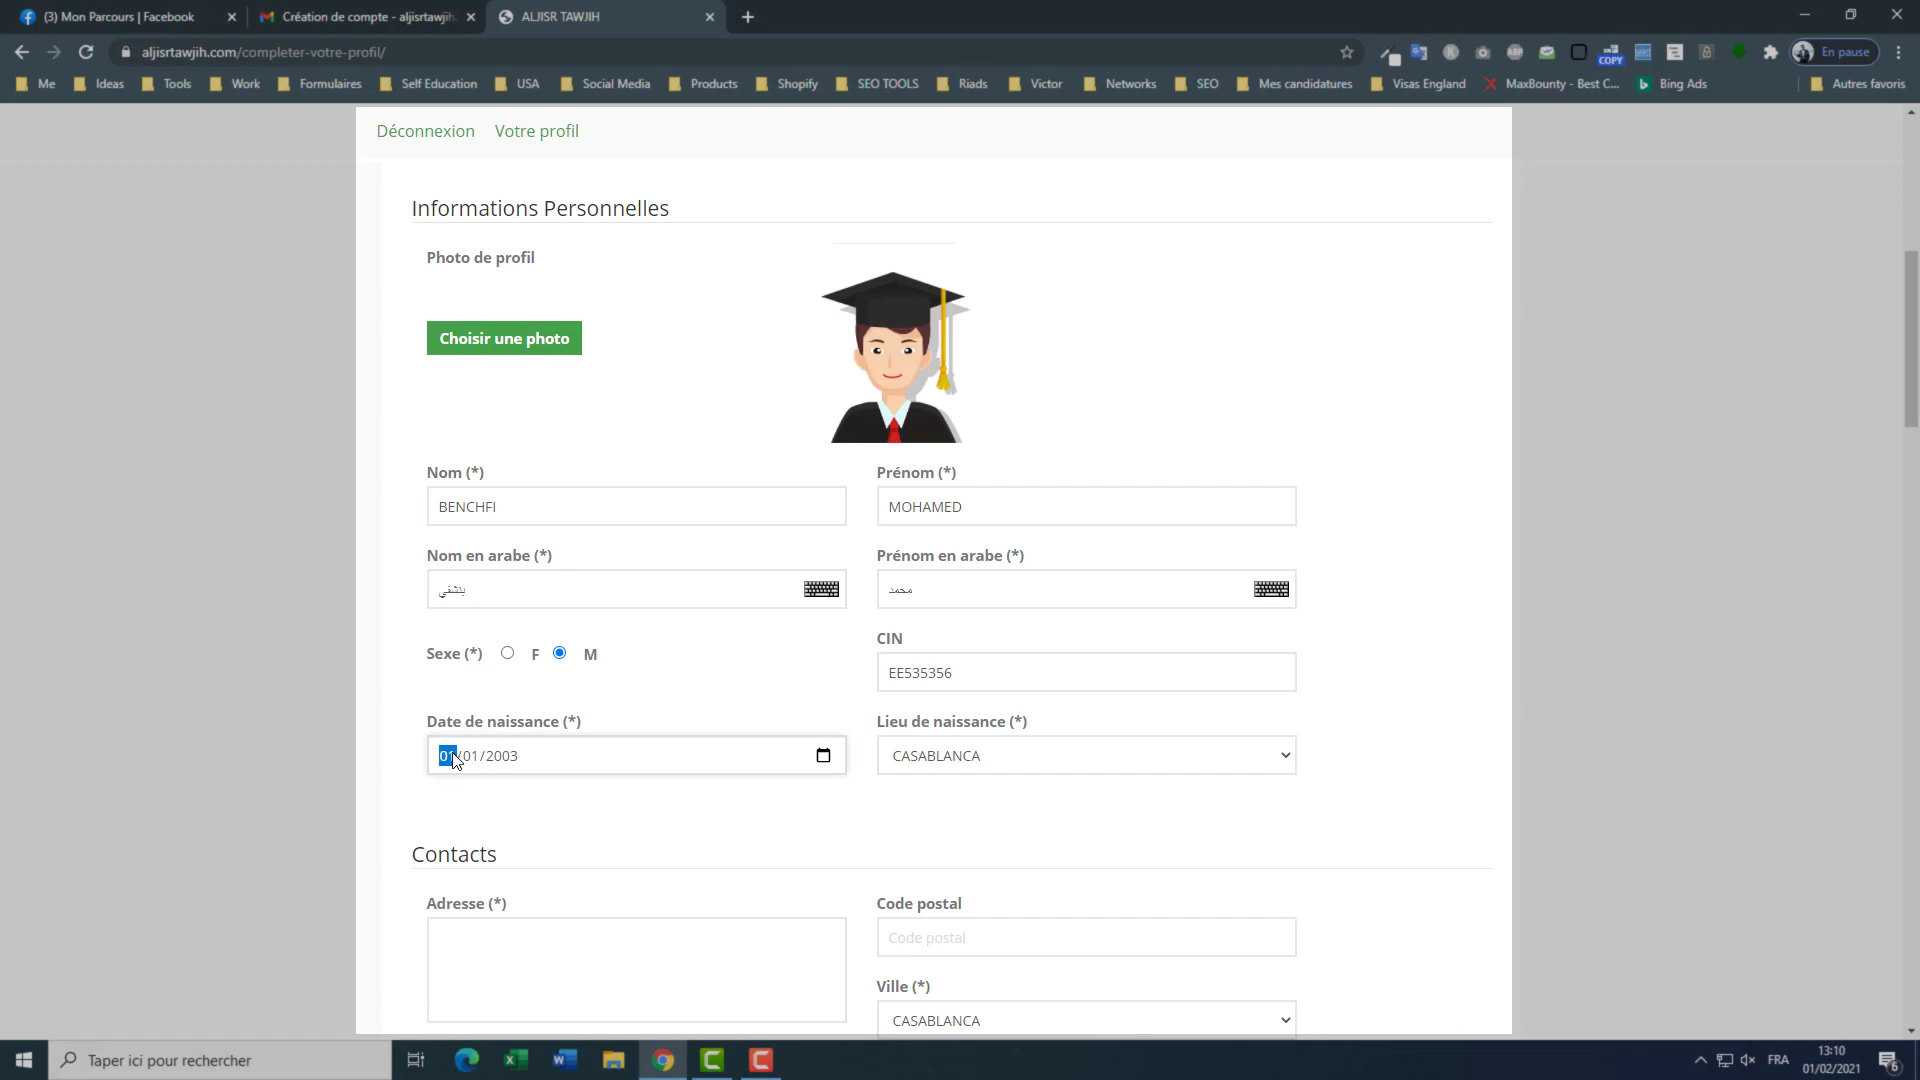 (3) Mon Parcours | Facebook
Création de compte - aljisrtawjih
ALJISR TAWJIH
aljisrtawjih.com/completer-votre-profil/
COPY
En pause
Me
Ideas
Tools
Work
Formulaires
Self Education
USA
Social Media
Products
Shopify
SEO TOOLS
Riads
Victor
Networks
SEO
Mes candidatures
Visas England
MaxBounty - Best C...
Bing Ads
Autres favoris
Déconnexion Votre profil
Informations Personnelles
Photo de profil
Choisir une photo
Nom (*)
Prénom (*)
BENCHFI
MOHAMED
Nom en arabe (*)
Prénom en arabe (*)
بنشفي
محمد
Sexe (*) F M
CIN
EE535356
Date de naissance (*)
Lieu de naissance (*)
01/01/2003
CASABLANCA
Contacts
Adresse (*)
Code postal
Code postal
Ville (*)
CASABLANCA
Taper ici pour rechercher
FRA
13:10
01/02/2021
6